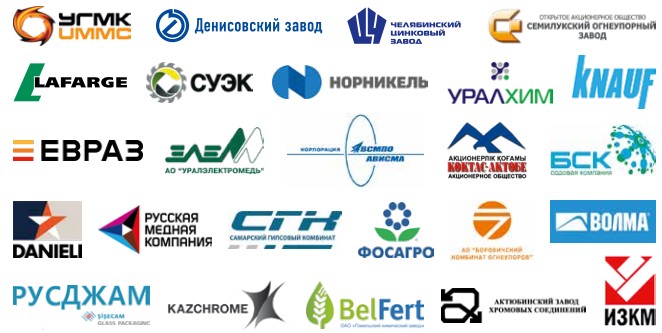 УГМК
UMMC
Денисовский завод
ЧЕЛЯБИНСКИЙ
ЦИНКОВЫЙ
ЗАВОД
ОТКРЫТОЕ АКЦИОНЕРНОЕ ОБЩЕСТВО
СЕМИЛУКСКИЙ ОГНЕУПОРНЫЙ
ЗАВОД
LAFARGE
СУЭК
НОРНИКЕЛЬ
УРАЛХИМ
KNAUF
ЕВРАЗ
ЭЛЕМ
АО "УРАЛЭЛЕКТРОМЕДЬ"
КОРПОРАЦИЯ
ВСМПО
АВИСМА
АКЦИОНЕРЛІК ҚОҒАМЫ
КОКТАС-АКТОБЕ
АКЦИОНЕРНОЕ ОБЩЕСТВО
БСК
содовая компания
DANIELI
РУССКАЯ
МЕДНАЯ
КОМПАНИЯ
СГК
САМАРСКИЙ ГИПСОВЫЙ КОМБИНАТ
ФОСАГРО
АО "БОРОВИЧСКИЙ
КОМБИНАТ ОГНЕУПОРОВ"
ВОЛМА
РУСДЖАМ
ŞİŞECAM
GLASS PACKAGING
KAZCHROME
BelFert
ОАО «Гомельский химический завод»
АКТЮБИНСКИЙ ЗАВОД
ХРОМОВЫХ СОЕДИНЕНИЙ
ИЗКМ